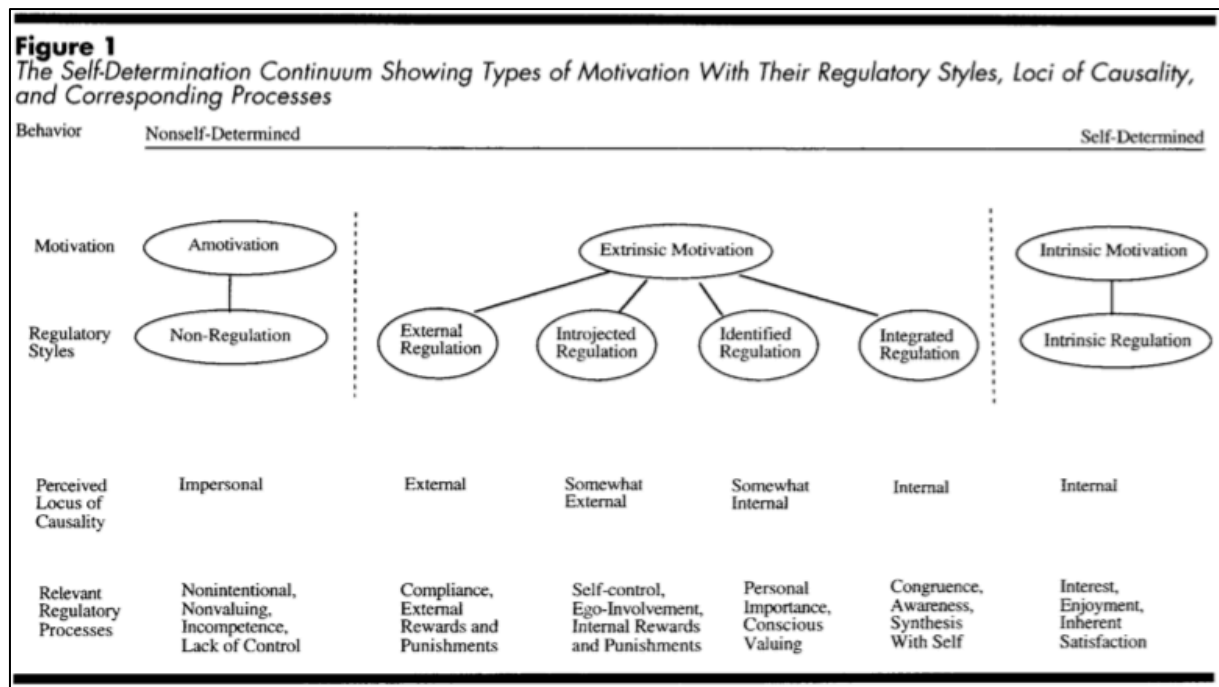 Figure 1
The Self-Determination Continuum Showing Types of Motivation With Their Regulatory Styles, Loci of Causality,
and Corresponding Processes
Behavior Nonself-Determined Self-Determined
Motivation Amotivation Extrinsic Motivation Intrinsic Motivation
Regulatory
Styles
Non-Regulation
External
Regulation
Introjected
Regulation
Identified
Regulation
Integrated
Regulation
Intrinsic Regulation
Perceived
Locus of
Causality
Impersonal
External
Somewhat
External
Somewhat
Internal
Internal
Internal
Relevant
Regulatory
Processes
Nonintentional,
Nonvaluing,
Incompetence,
Lack of Control
Compliance,
External
Rewards and
Punishments
Self-control,
Ego-Involvement,
Internal Rewards
and Punishments
Personal
Importance,
Conscious
Valuing
Congruence,
Awareness,
Synthesis
With Self
Interest,
Enjoyment,
Inherent
Satisfaction